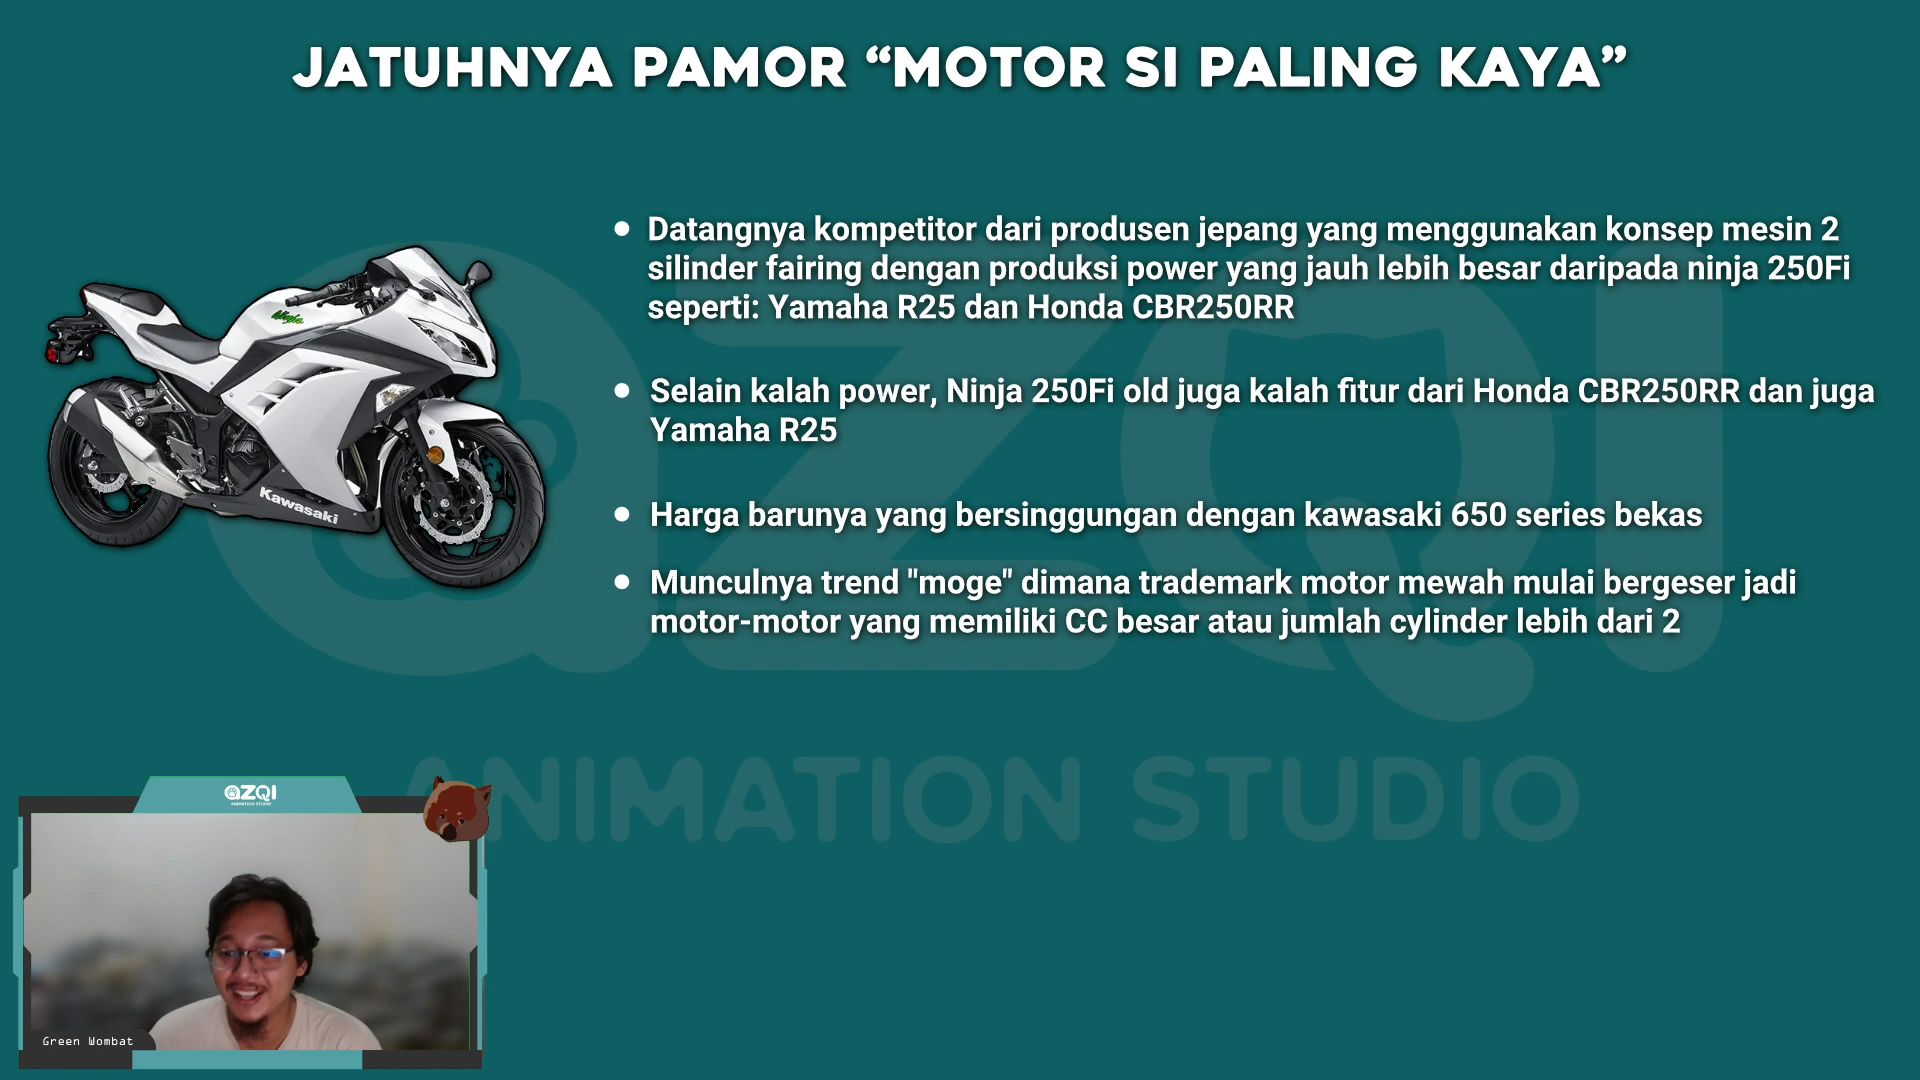 JATUHNYA PAMOR “MOTOR SI PALING KAYA”
Datangnya kompetitor dari produsen jepang yang menggunakan konsep mesin 2
silinder fairing dengan produksi power yang jauh lebih besar daripada ninja 250Fi
seperti: Yamaha R25 dan Honda CBR250RR
Selain kalah power, Ninja 250Fi old juga kalah fitur dari Honda CBR250RR dan juga
Yamaha R25
Harga barunya yang bersinggungan dengan kawasaki 650 series bekas
Munculnya trend "moge" dimana trademark motor mewah mulai bergeser jadi
motor-motor yang memiliki CC besar atau jumlah cylinder lebih dari 2
Ninja
Kawasaki
aZQI
ANIMATION STUDIO
aZQI
ANIMATION STUDIO
Green Wombat